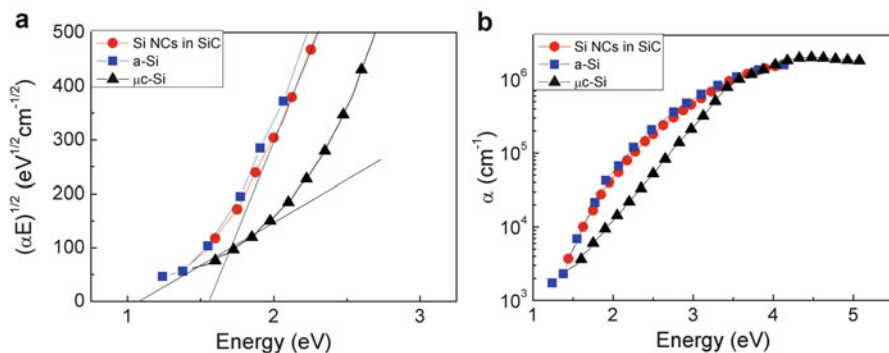 a
500
400
300
200
100
0
(αE)^1/2 (eV^1/2cm^-1/2)
Si NCs in SiC
a-Si
μc-Si
1
2
3
Energy (eV)
b
10^6
10^5
10^4
10^3
α (cm^-1)
Si NCs in SiC
a-Si
μc-Si
1
2
3
4
5
Energy (eV)